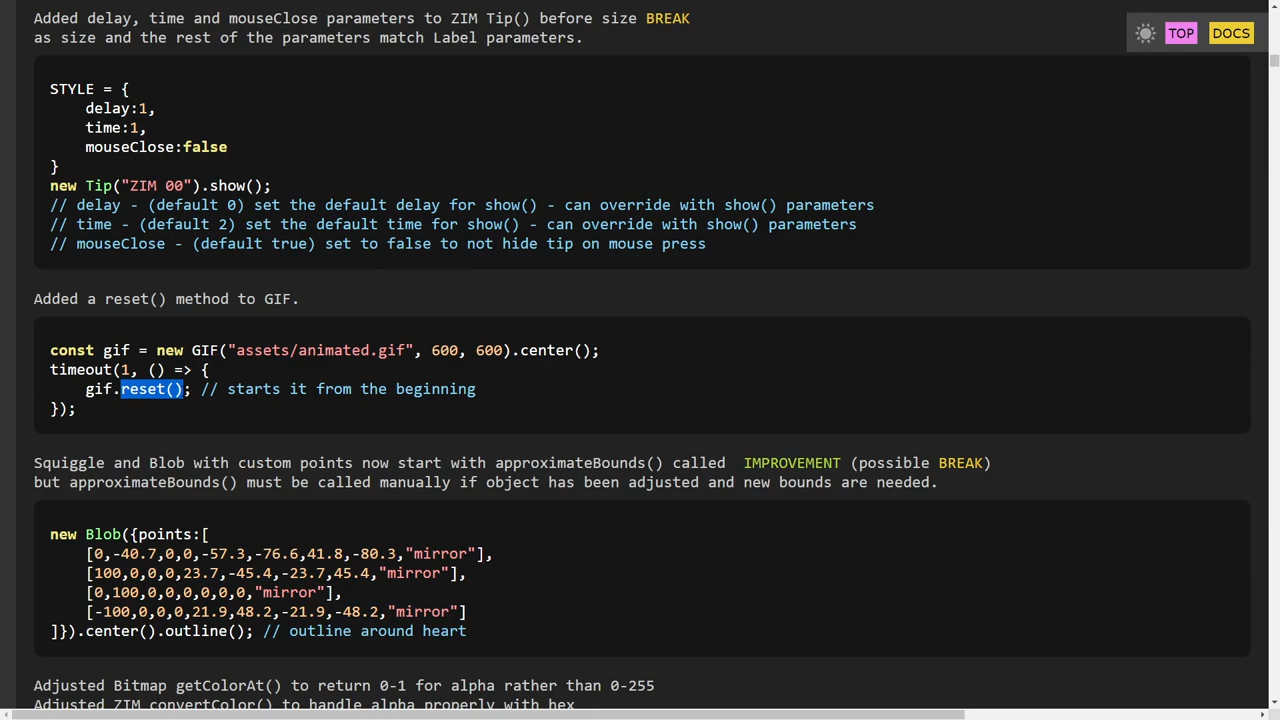 Added delay, time and mouseClose parameters to ZIM Tip() before size BREAK
as size and the rest of the parameters match Label parameters.
TOP
DOCS
STYLE = {
    delay:1,
    time:1,
    mouseClose:false
}
new Tip("ZIM 00").show();
// delay - (default 0) set the default delay for show() - can override with show() parameters
// time - (default 2) set the default time for show() - can override with show() parameters
// mouseClose - (default true) set to false to not hide tip on mouse press
Added a reset() method to GIF.
const gif = new GIF("assets/animated.gif", 600, 600).center();
timeout(1, () => {
    gif.reset(); // starts it from the beginning
});
Squiggle and Blob with custom points now start with approximateBounds() called  IMPROVEMENT (possible BREAK)
but approximateBounds() must be called manually if object has been adjusted and new bounds are needed.
new Blob({points:[
    [0,-40.7,0,0,-57.3,-76.6,41.8,-80.3,"mirror"],
    [100,0,0,0,23.7,-45.4,-23.7,45.4,"mirror"],
    [0,100,0,0,0,0,0,0,"mirror"],
    [-100,0,0,0,21.9,48.2,-21.9,-48.2,"mirror"]
]}).center().outline(); // outline around heart
Adjusted Bitmap getColorAt() to return 0-1 for alpha rather than 0-255
Adjusted ZIM convertColor() to handle alpha properly with hex